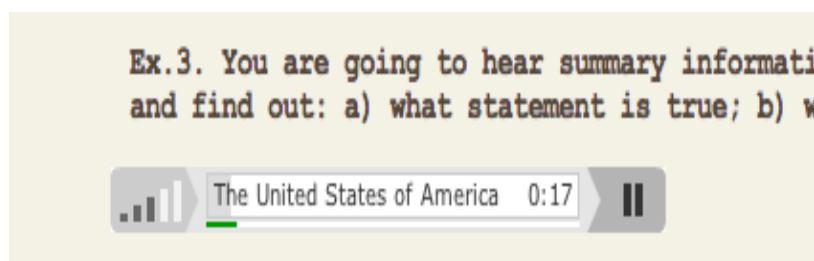 Ex.3. You are going to hear summary informati
and find out: a) what statement is true; b) w
The United States of America 0:17